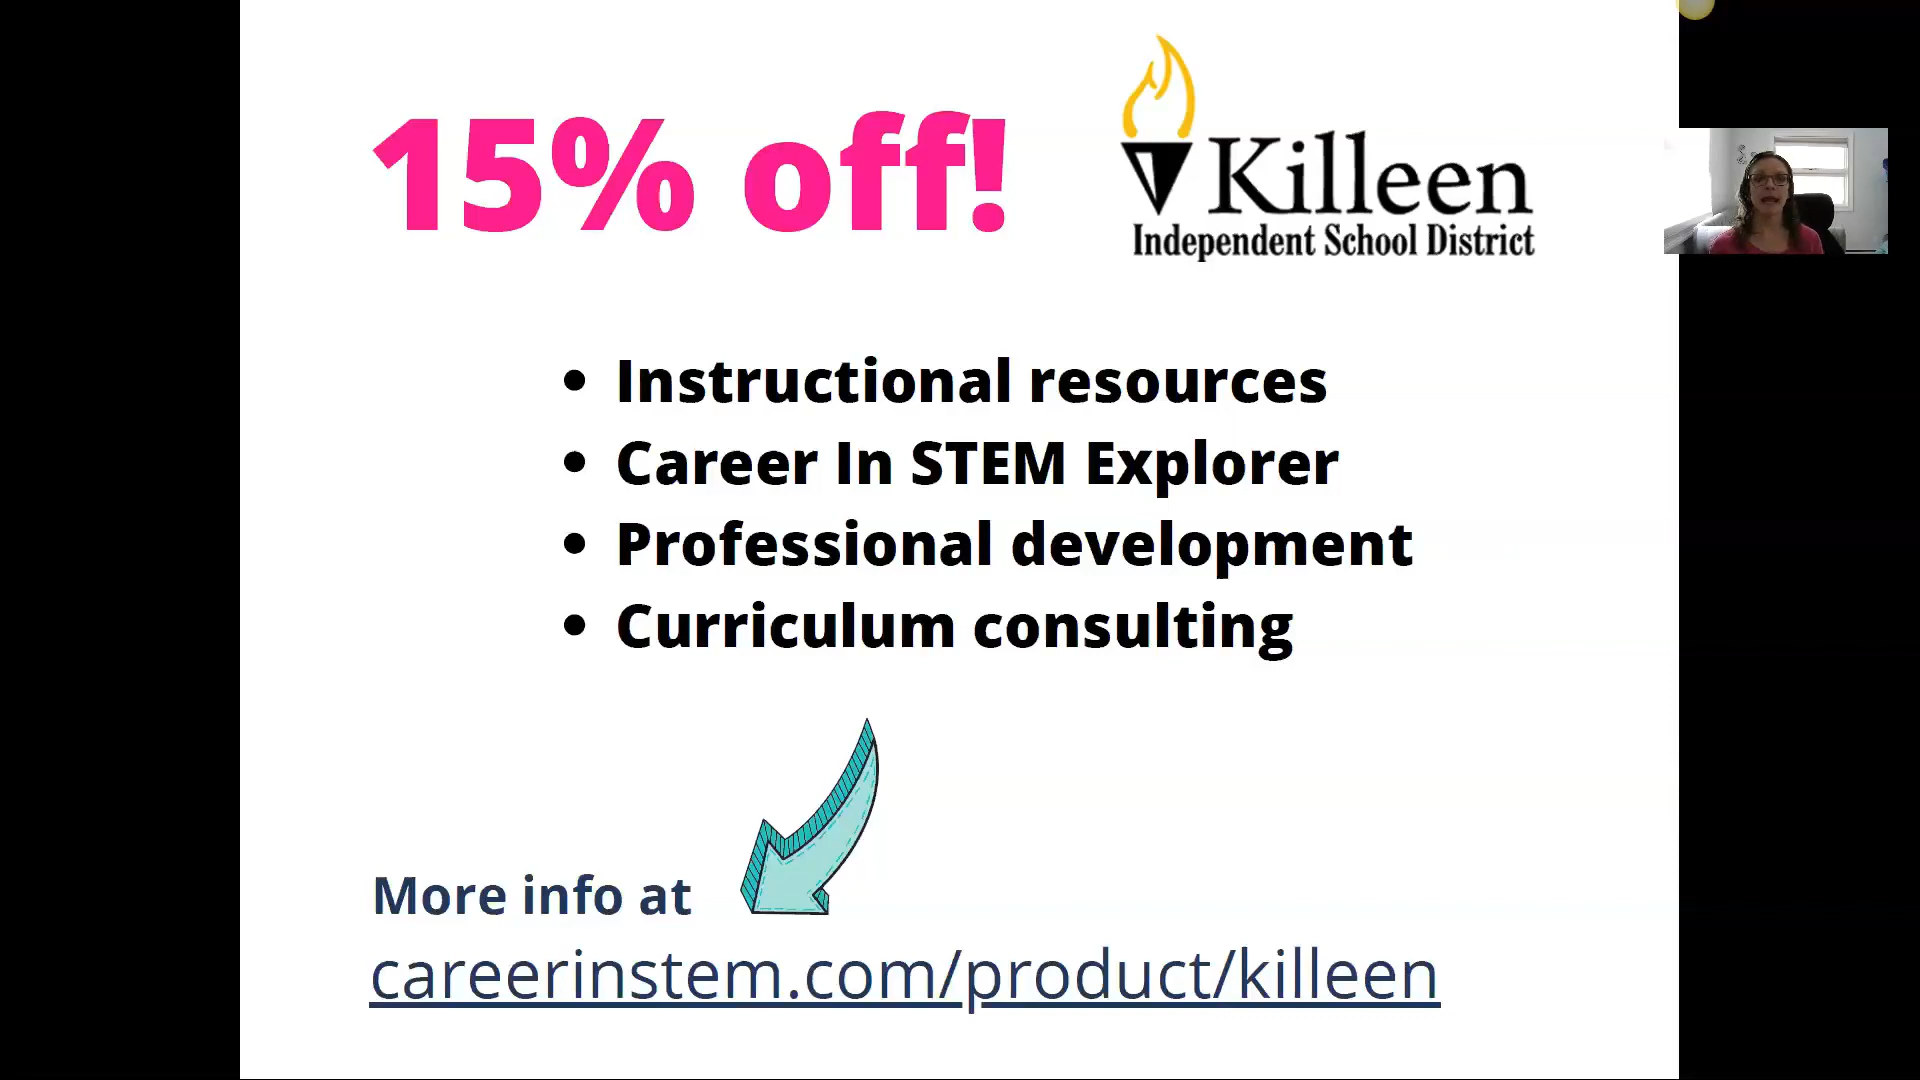 15% off!
Killeen
Independent School District
• Instructional resources
• Career In STEM Explorer
• Professional development
• Curriculum consulting
More info at
careerinstem.com/product/killeen